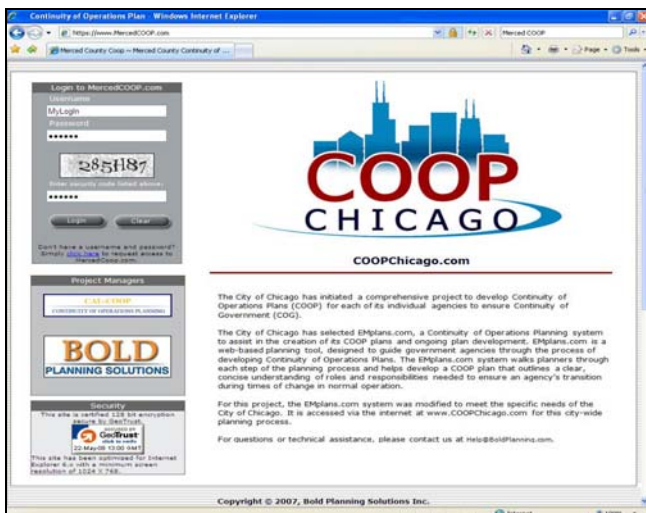 Continuity of Operations Plan - Windows Internet Explorer
https://www.MercedCOOP.com
Merced COOP
Merced County Coop -- Merced County Continuity of ...
Page
Tools
Login to MercedCOOP.com
Username
MyLogin
Password
••••••
285H87
Enter security code listed above:
••••••
Login Clear
Don't have a username and password?
Simply click here to request access to
MercedCoop.com.
Project Managers
CAL-COOP
CONTINUITY OF OPERATIONS PLANNING
BOLD
PLANNING SOLUTIONS
Security
This site is certified 128 bit encryption
secure by GeoTrust.
GeoTrust
click to verify
22-May-08 13:00 GMT
This site has been optimized for Internet
Explorer 6.x with a minimum screen
resolution of 1024 X 768.
COOP
CHICAGO
COOPChicago.com
The City of Chicago has initiated a comprehensive project to develop Continuity of
Operations Plans (COOP) for each of its individual agencies to ensure Continuity of
Government (COG).
The City of Chicago has selected EMplans.com, a Continuity of Operations Planning system
to assist in the creation of its COOP plans and ongoing plan development. EMplans.com is a
web-based planning tool, designed to guide government agencies through the process of
developing Continuity of Operations Plans. The EMplans.com system walks planners through
each step of the planning process and helps develop a COOP plan that outlines a clear,
concise understanding of roles and responsibilities needed to ensure an agency's transition
during times of change in normal operation.
For this project, the EMplans.com system was modified to meet the specific needs of the
City of Chicago. It is accessed via the internet at www.COOPChicago.com for this city-wide
planning process.
For questions or technical assistance, please contact us at Help@BoldPlanning.com.
Copyright © 2007, Bold Planning Solutions Inc.